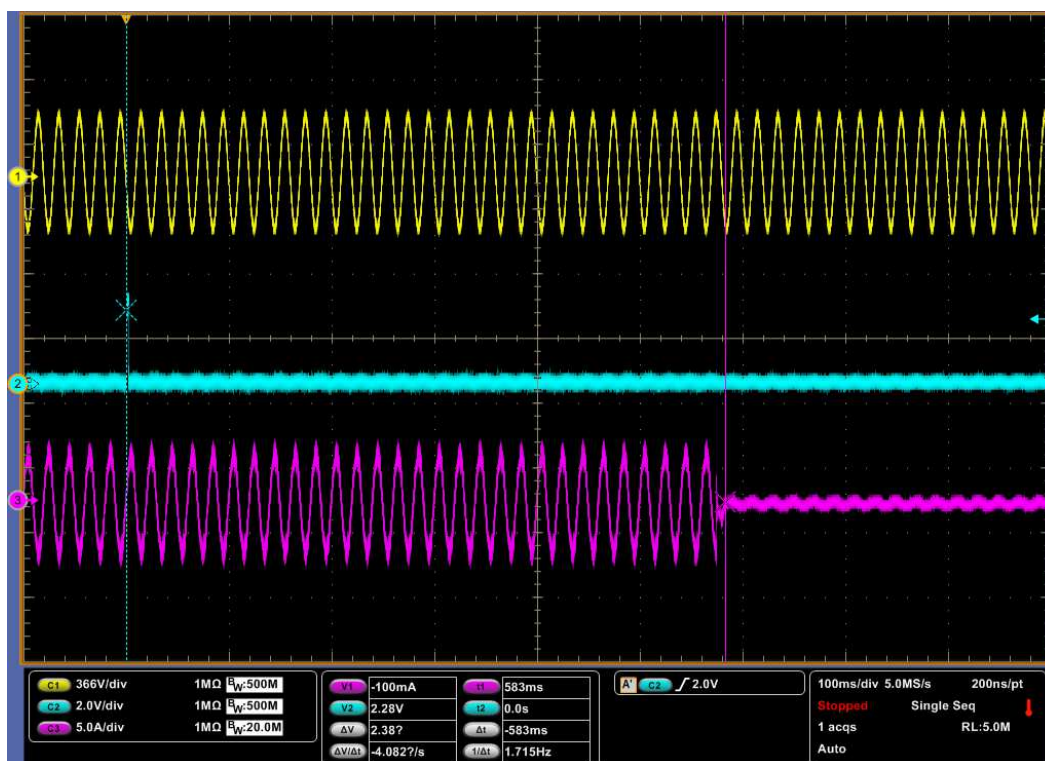 1
2
3
C1 366V/div 1MΩ BW:500M
C2 2.0V/div 1MΩ BW:500M
C3 5.0A/div 1MΩ BW:20.0M
V1 -100mA t1 583ms
V2 2.28V t2 0.0s
ΔV 2.38? Δt -583ms
ΔV/Δt -4.082?/s 1/Δt 1.715Hz
A' C2 2.0V
100ms/div 5.0MS/s 200ns/pt
Stopped Single Seq
1 acqs RL:5.0M
Auto